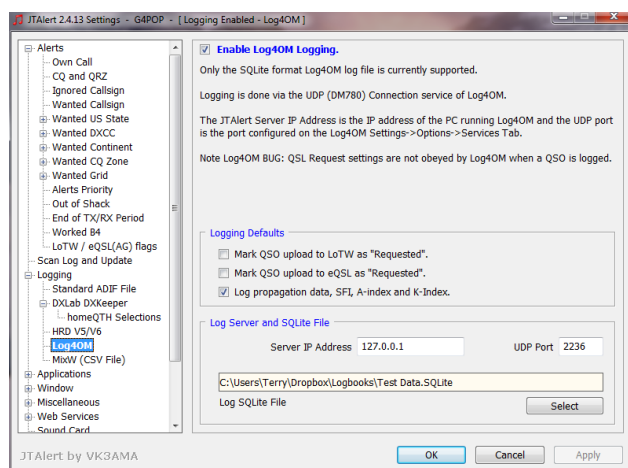 JTAlert 2.4.13 Settings - G4POP - [ Logging Enabled - Log4OM ]
Alerts
Own Call
CQ and QRZ
Ignored Callsign
Wanted Callsign
Wanted US State
Wanted DXCC
Wanted Continent
Wanted CQ Zone
Wanted Grid
Alerts Priority
Out of Shack
End of TX/RX Period
Worked B4
LoTW / eQSL(AG) flags
Scan Log and Update
Logging
Standard ADIF File
DXLab DXKeeper
homeQTH Selections
HRD V5/V6
Log4OM
MixW (CSV File)
Applications
Window
Miscellaneous
Web Services
Sound Card
Enable Log4OM Logging.
Only the SQLite format Log4OM log file is currently supported.
Logging is done via the UDP (DM780) Connection service of Log4OM.
The JTAlert Server IP Address is the IP address of the PC running Log4OM and the UDP port
is the port configured on the Log4OM Settings->Options->Services Tab.
Note Log4OM BUG: QSL Request settings are not obeyed by Log4OM when a QSO is logged.
Logging Defaults
Mark QSO upload to LoTW as "Requested".
Mark QSO upload to eQSL as "Requested".
Log propagation data, SFI, A-index and K-Index.
Log Server and SQLite File
Server IP Address 127.0.0.1 UDP Port 2236
C:\Users\Terry\Dropbox\Logbooks\Test Data.SQLite
Log SQLite File Select
JTAlert by VK3AMA OK Cancel Apply